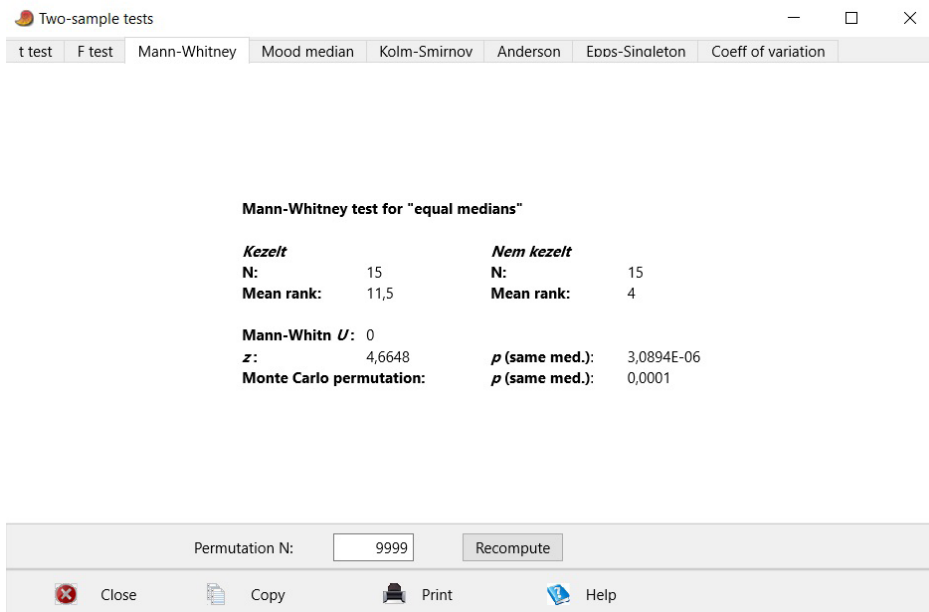 Two-sample tests
t test F test Mann-Whitney Mood median Kolm-Smirnov Anderson Epps-Singleton Coeff of variation
Mann-Whitney test for "equal medians"
Kezelt Nem kezelt
N: 15 N: 15
Mean rank: 11,5 Mean rank: 4
Mann-Whitn U: 0
z: 4,6648 p (same med.): 3,0894E-06
Monte Carlo permutation: p (same med.): 0,0001
Permutation N: 9999 Recompute
Close Copy Print Help